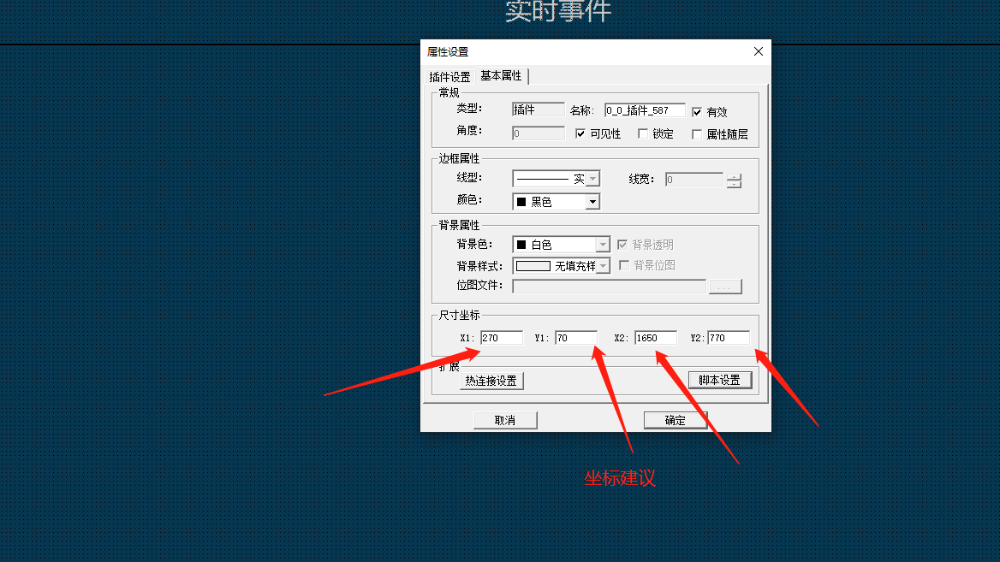 实时事件
属性设置
插件设置 基本属性
常规
类型: 插件 名称: 0_0_插件_587 有效
角度: 0 可见性 锁定 属性随层
边框属性
线型: 实 线宽: 0
颜色: 黑色
背景属性
背景色: 白色 背景透明
背景样式: 无填充样 背景位图
位图文件: ...
尺寸坐标
X1: 270 Y1: 70 X2: 1650 Y2: 770
扩展
热连接设置 脚本设置
取消 确定
坐标建议